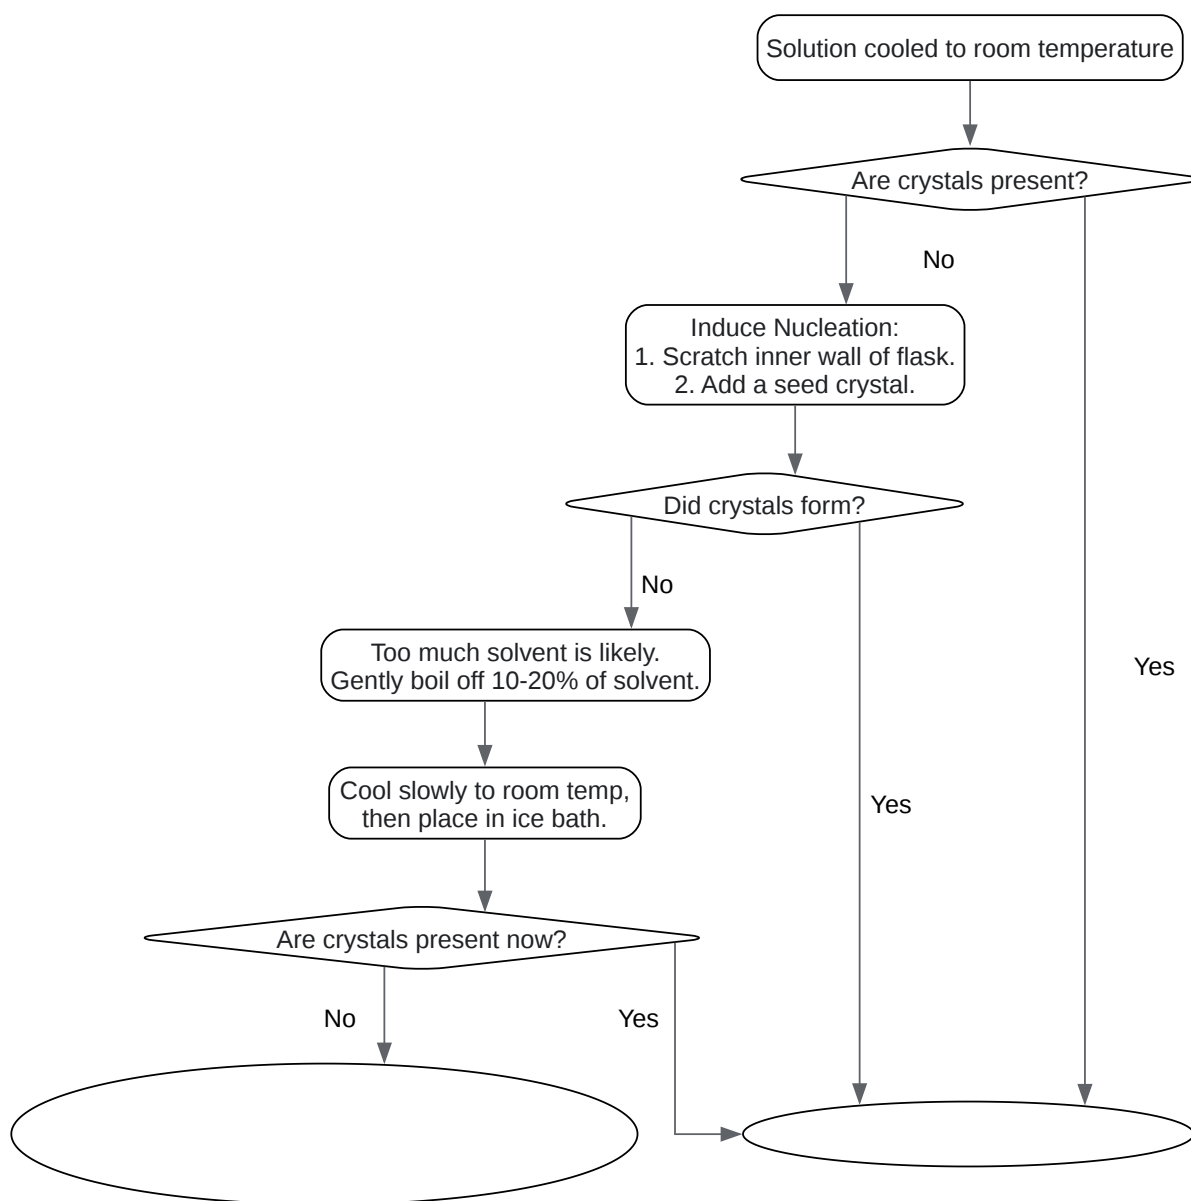 Solution cooled to room temperature
Are crystals present?
No
Induce Nucleation:
1. Scratch inner wall of flask.
2. Add a seed crystal.
Did crystals form?
No
Too much solvent is likely.
Gently boil off 10-20% of solvent.
Yes
Cool slowly to room temp,
then place in ice bath.
Yes
Are crystals present now?
No
Yes